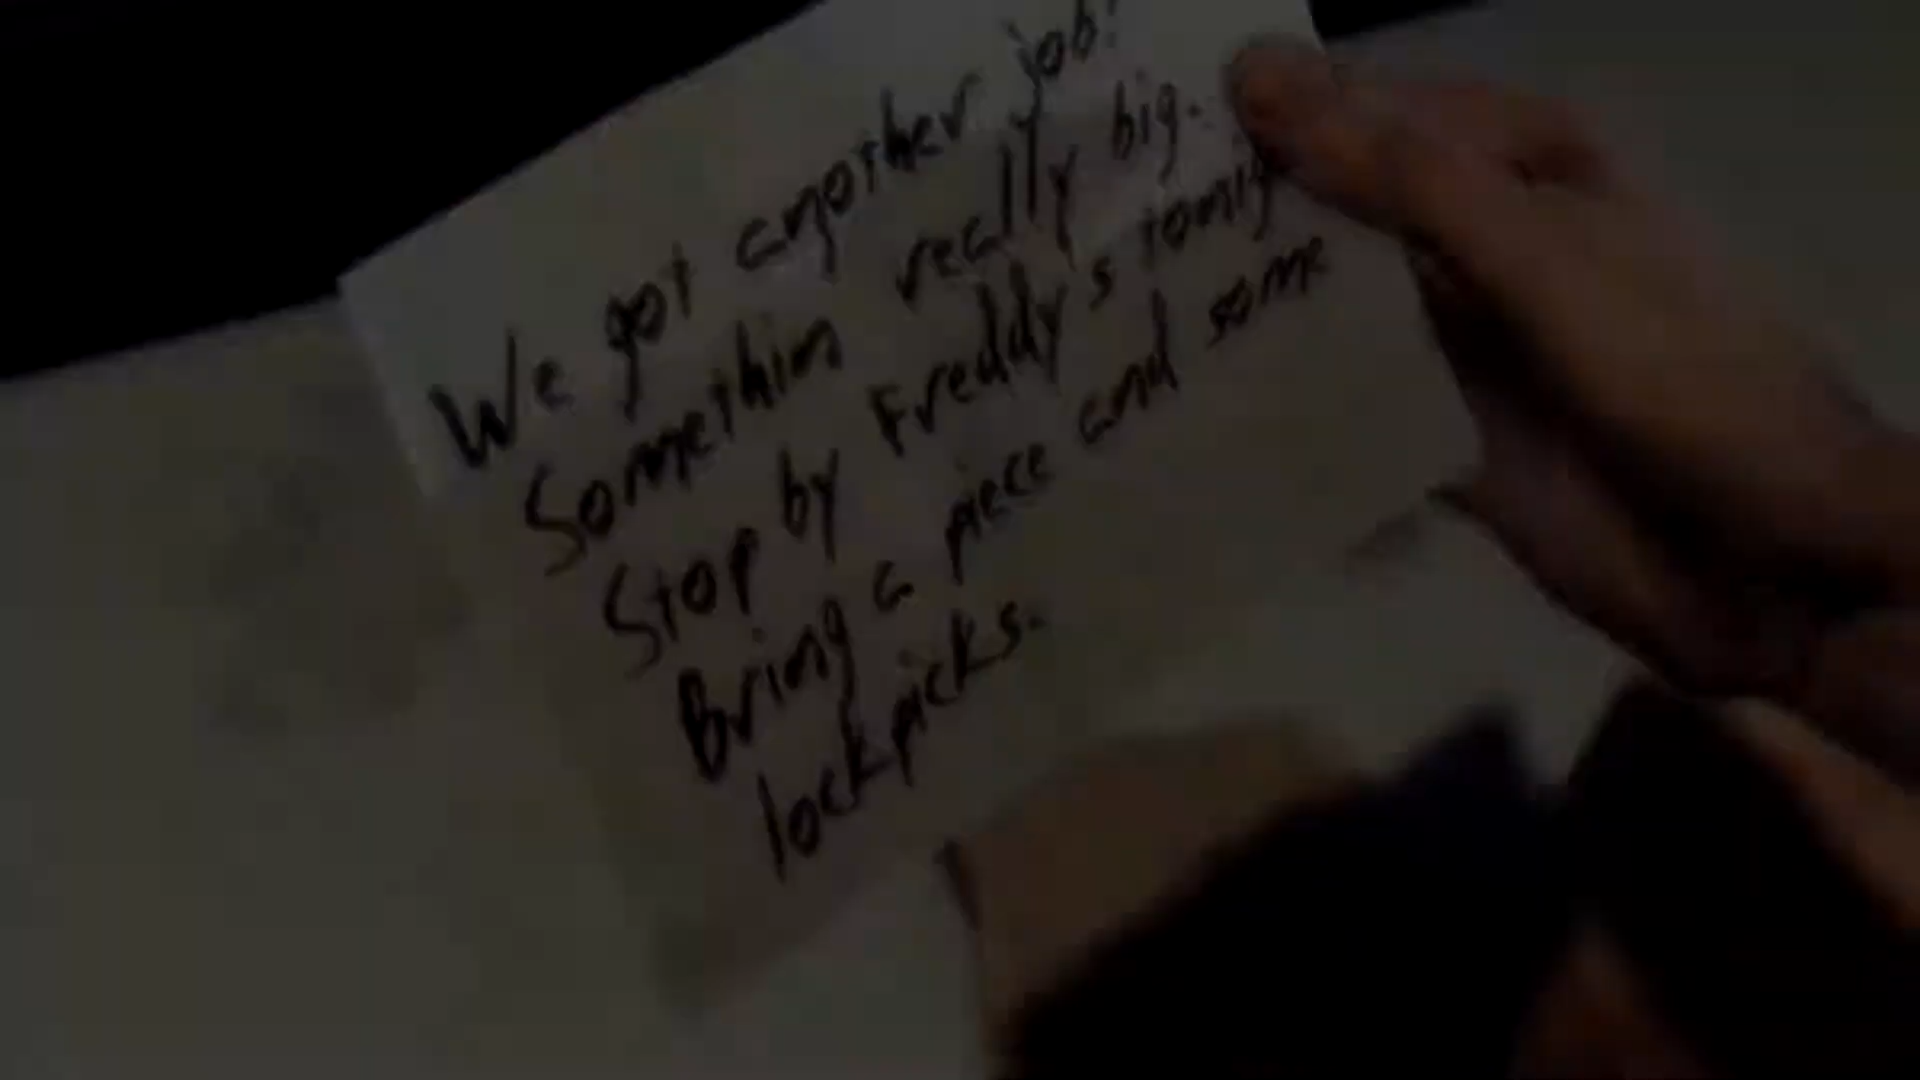 We got another job!
Somethin really big.
Stop by Freddy's
Bring a piece and some
lockpicks.